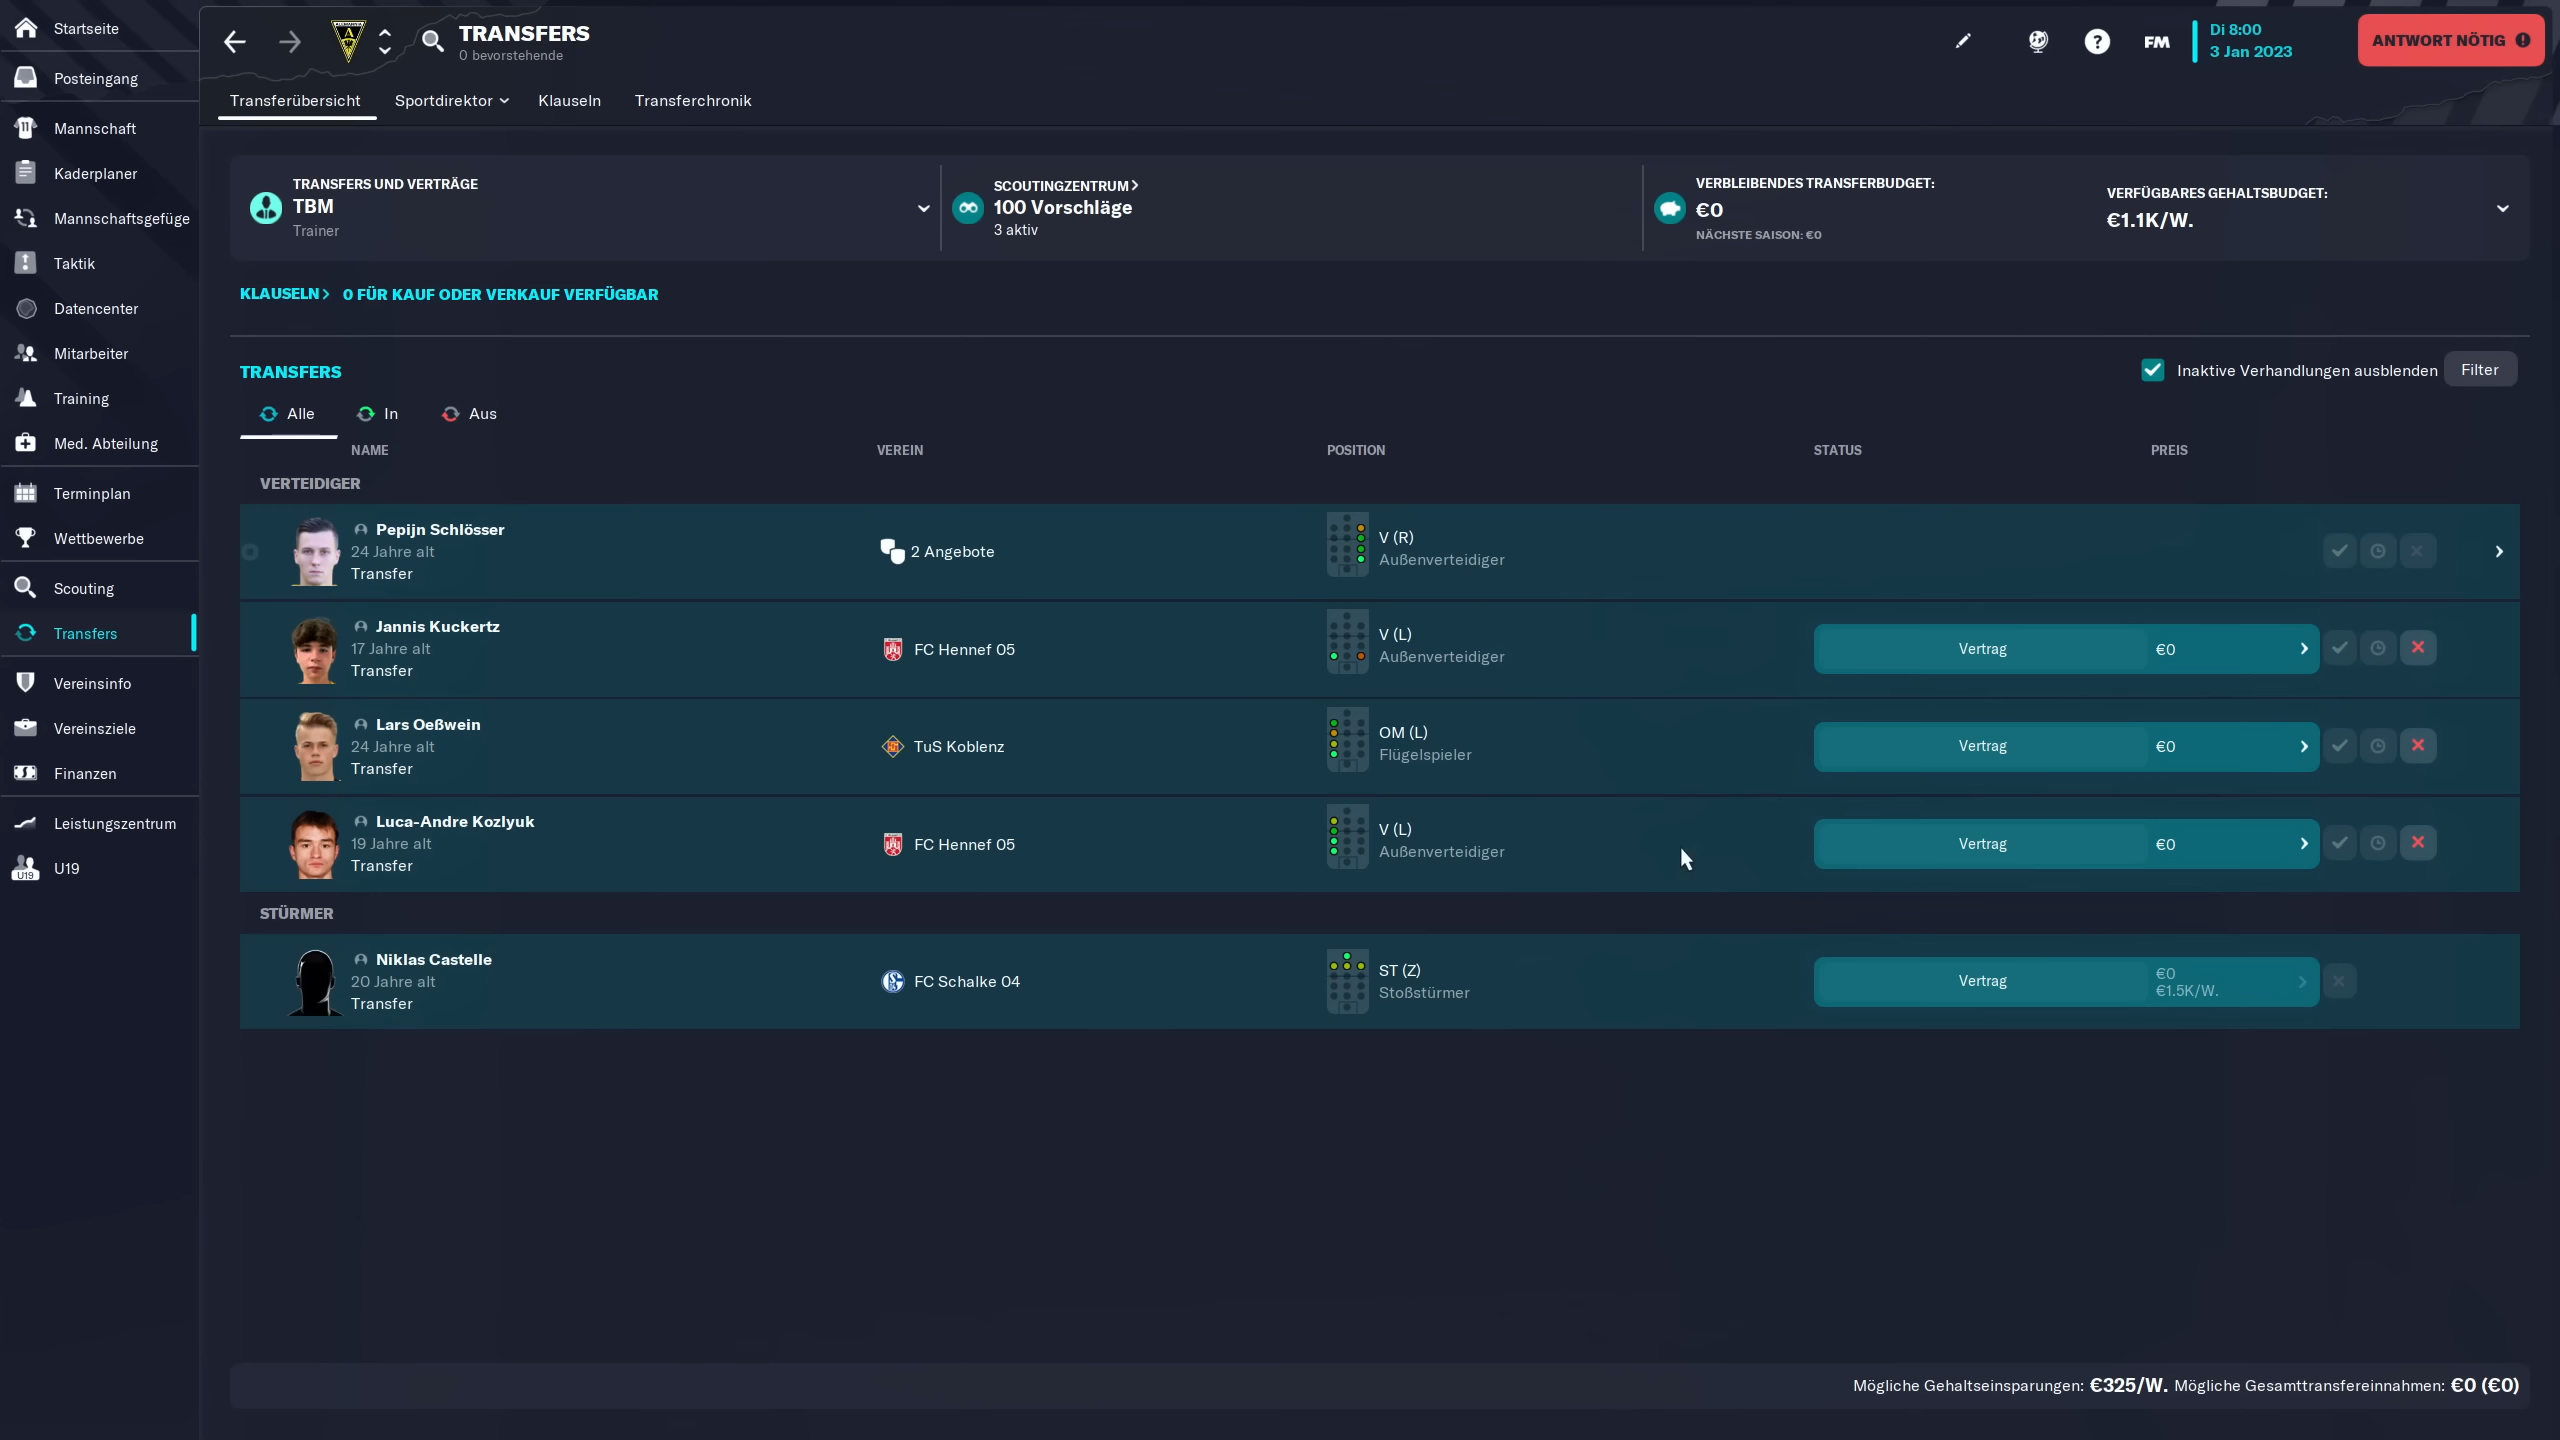 Startseite
Posteingang
Mannschaft
Kaderplaner
Mannschaftsgefüge
Taktik
Datencenter
Mitarbeiter
Training
Med. Abteilung
Terminplan
Wettbewerbe
Scouting
Transfers
Vereinsinfo
Vereinsziele
Finanzen
Leistungszentrum
U19
U19
TRANSFERS
0 bevorstehende
FM
Di 8:00
3 Jan 2023
ANTWORT NÖTIG
Transferübersicht
Sportdirektor
Klauseln
Transferchronik
TRANSFERS UND VERTRÄGE
TBM
Trainer
SCOUTINGZENTRUM
100 Vorschläge
3 aktiv
VERBLEIBENDES TRANSFERBUDGET:
€0
NÄCHSTE SAISON: €0
VERFÜGBARES GEHALTSBUDGET:
€1.1K/W.
KLAUSELN 0 FÜR KAUF ODER VERKAUF VERFÜGBAR
TRANSFERS
Inaktive Verhandlungen ausblenden
Filter
Alle
In
Aus
NAME VEREIN POSITION STATUS PREIS
VERTEIDIGER
Pepijn Schlösser
24 Jahre alt
Transfer
2 Angebote
V (R)
Außenverteidiger
Jannis Kuckertz
17 Jahre alt
Transfer
FC Hennef 05
V (L)
Außenverteidiger
Vertrag €0
Lars Oeßwein
24 Jahre alt
Transfer
TuS Koblenz
OM (L)
Flügelspieler
Vertrag €0
Luca-Andre Kozlyuk
19 Jahre alt
Transfer
FC Hennef 05
V (L)
Außenverteidiger
Vertrag €0
STÜRMER
Niklas Castelle
20 Jahre alt
Transfer
FC Schalke 04
ST (Z)
Stoßstürmer
Vertrag
€0
€1.5K/W.
Mögliche Gehaltseinsparungen: €325/W. Mögliche Gesamttransfereinnahmen: €0 (€0)